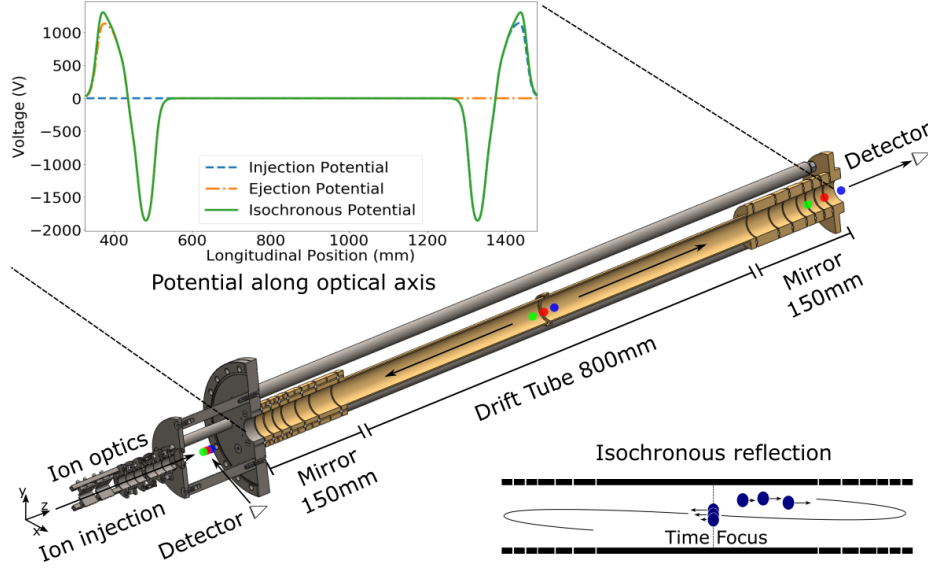 1000
500
0
−500
−1000
−1500
−2000
Voltage (V)
Injection Potential
Ejection Potential
Isochronous Potential
400
600
800
1000
1200
1400
Longitudinal Position (mm)
Potential along optical axis
Detector
Mirror
150mm
Drift Tube 800mm
Mirror
150mm
Ion optics
Ion injection
Detector
y
z
x
Isochronous reflection
Time Focus